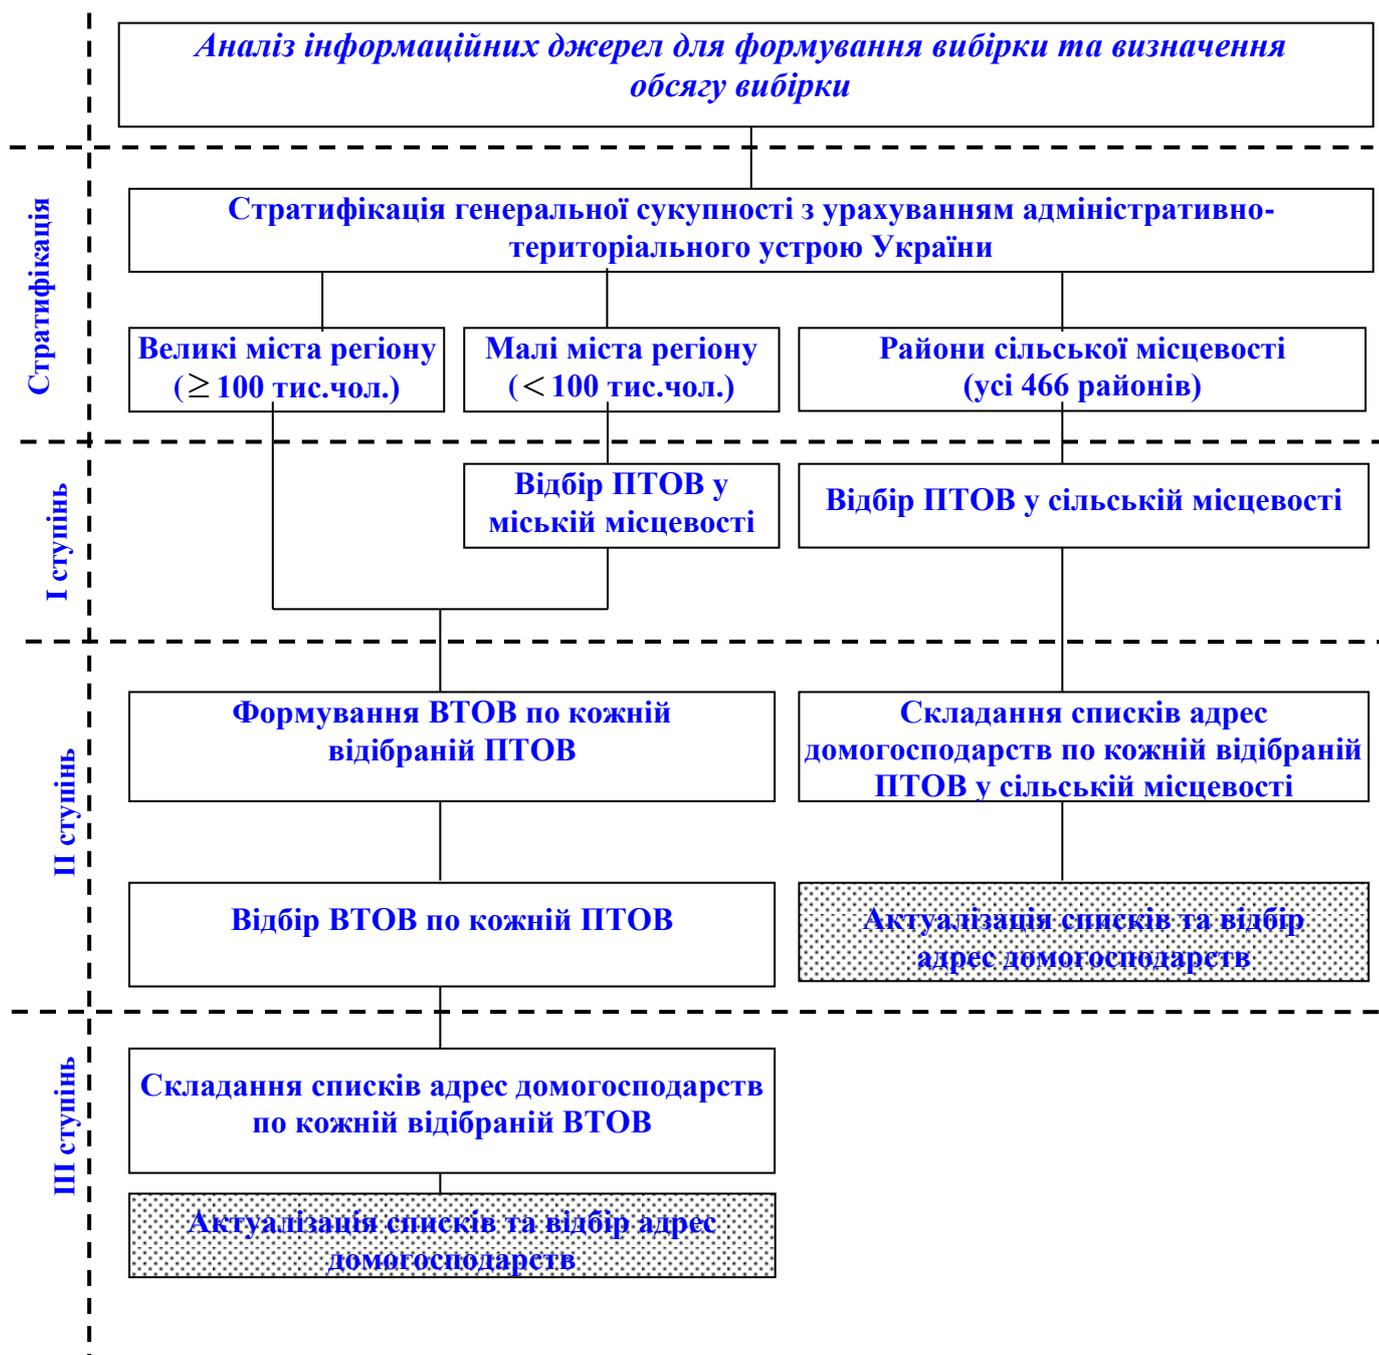 Аналіз інформаційних джерел для формування вибірки та визначення
обсягу вибірки
Стратифікація
Стратифікація генеральної сукупності з урахуванням адміністративно-
територіального устрою України
Великі міста регіону
(≥ 100 тис.чол.)
Малі міста регіону
(< 100 тис.чол.)
Райони сільської місцевості
(усі 466 районів)
І ступінь
Відбір ПТОВ у
міській місцевості
Відбір ПТОВ у сільській місцевості
ІІ ступінь
Формування ВТОВ по кожній
відібраній ПТОВ
Складання списків адрес
домогосподарств по кожній відібраній
ПТОВ у сільській місцевості
Відбір ВТОВ по кожній ПТОВ
Актуалізація списків та відбір
адрес домогосподарств
ІІІ ступінь
Складання списків адрес домогосподарств
по кожній відібраній ВТОВ
Актуалізація списків та відбір адрес
домогосподарств